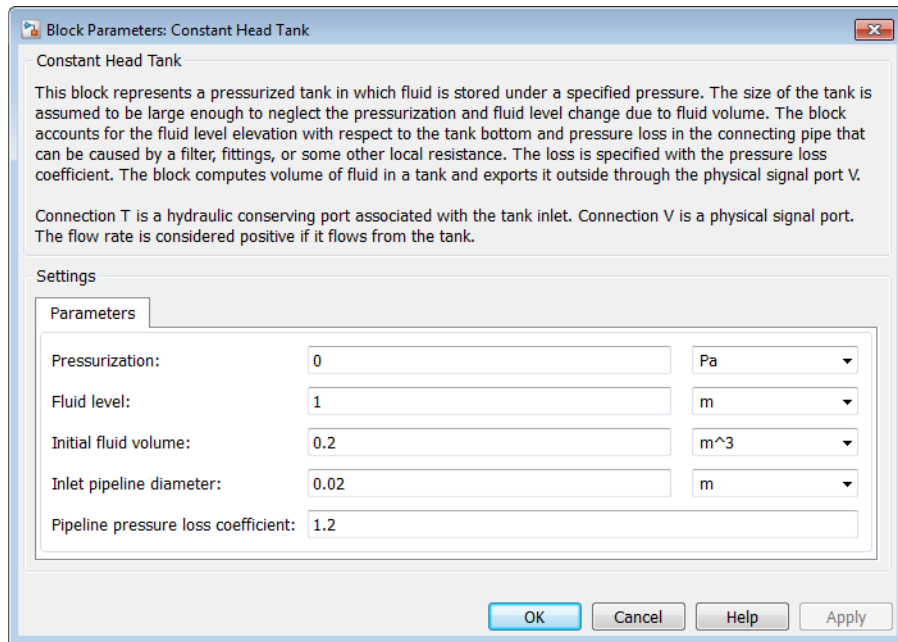 Block Parameters: Constant Head Tank
Constant Head Tank
This block represents a pressurized tank in which fluid is stored under a specified pressure. The size of the tank is
assumed to be large enough to neglect the pressurization and fluid level change due to fluid volume. The block
accounts for the fluid level elevation with respect to the tank bottom and pressure loss in the connecting pipe that
can be caused by a filter, fittings, or some other local resistance. The loss is specified with the pressure loss
coefficient. The block computes volume of fluid in a tank and exports it outside through the physical signal port V.
Connection T is a hydraulic conserving port associated with the tank inlet. Connection V is a physical signal port.
The flow rate is considered positive if it flows from the tank.
Settings
Parameters
Pressurization: 0 Pa
Fluid level: 1 m
Initial fluid volume: 0.2 m^3
Inlet pipeline diameter: 0.02 m
Pipeline pressure loss coefficient: 1.2
OK Cancel Help Apply